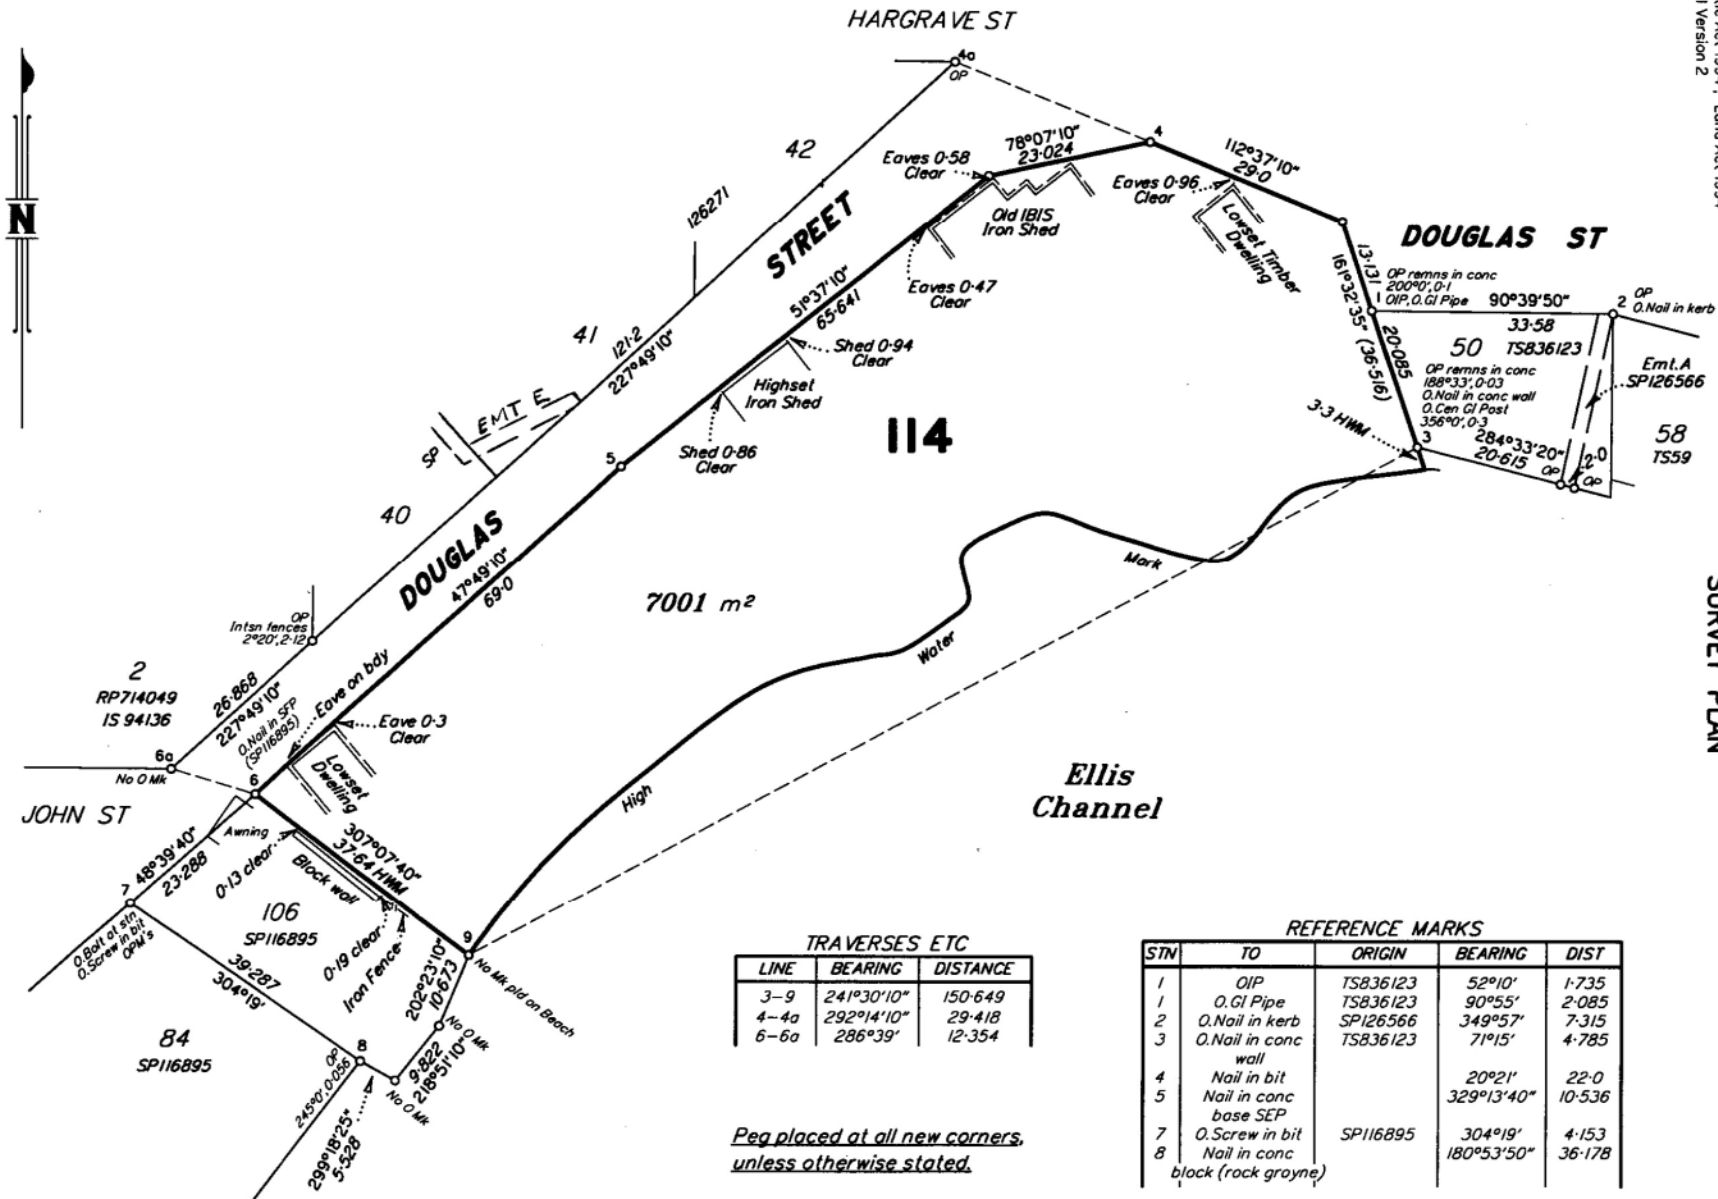 HARGRAVE ST
l Version 2
N
4a
OP
4
42
78°07'10"
23·024
112°37'10"
29·0
Eaves 0·58
Clear
Eaves 0·96
Clear
Old IBIS
Iron Shed
Lowset Timber
Dwelling
126271
STREET
DOUGLAS ST
51°37'10"
65·641
Eaves 0·47
Clear
13·131
161°32'35" (36·516)
20·085
1
OP remns in conc
200°0',0·1
OIP,O.GI Pipe
90°39'50"
33·58
2
OP
O.Nail in kerb
50
TS836123
Emt.A
SP126566
OP remns in conc
188°33',0·03
O.Nail in conc wall
O.Cen GI Post
356°0',0·3
41
121·2
227°49'10"
Shed 0·94
Clear
Highset
Iron Shed
114
3·3 HWM
3
284°33'20"
20·615
OP
2·0
OP
58
TS59
EMT E
SP
5
Shed 0·86
Clear
40
DOUGLAS
47°49'10"
69·0
7001 m²
Mark
Water
High
SURVEY PLAN
OP
Intsn fences
2°20',2·12
2
RP714049
IS 94136
26·868
227°49'10"
O.Nail in SFP
(SP116895)
Eave on bdy
Eave 0·3
Clear
6a
No O Mk
6
Lowset
Dwelling
JOHN ST
Ellis
Channel
Awning
48°39'40"
23·288
0·13 clear
307°07'40"
37·64 HWM
Block wall
7
O.Bolt at stn
O.Screw in bit
OPM's
106
SP116895
0·19 clear
Iron Fence
9
No Mk pld on Beach
39·287
304°19'
202°23'10"
10·673
No O Mk
84
SP116895
8
OP
245°0',0·056
9·822
218°51'10"
No O Mk
299°18'25"
5·528
TRAVERSES ETC
LINE BEARING DISTANCE
3-9 241°30'10" 150·649
4-4a 292°14'10" 29·418
6-6a 286°39' 12·354
Peg placed at all new corners,
unless otherwise stated.
REFERENCE MARKS
STN TO ORIGIN BEARING DIST
1 OIP TS836123 52°10' 1·735
1 O.GI Pipe TS836123 90°55' 2·085
2 O.Nail in kerb SP126566 349°57' 7·315
3 O.Nail in conc TS836123 71°15' 4·785
wall
4 Nail in bit 20°21' 22·0
5 Nail in conc 329°13'40" 10·536
base SEP
7 O.Screw in bit SP116895 304°19' 4·153
8 Nail in conc 180°53'50" 36·178
block (rock groyne)